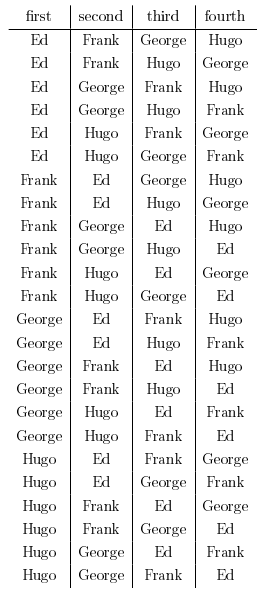 first second third fourth
Ed Frank George Hugo
Ed Frank Hugo George
Ed George Frank Hugo
Ed George Hugo Frank
Ed Hugo Frank George
Ed Hugo George Frank
Frank Ed George Hugo
Frank Ed Hugo George
Frank George Ed Hugo
Frank George Hugo Ed
Frank Hugo Ed George
Frank Hugo George Ed
George Ed Frank Hugo
George Ed Hugo Frank
George Frank Ed Hugo
George Frank Hugo Ed
George Hugo Ed Frank
George Hugo Frank Ed
Hugo Ed Frank George
Hugo Ed George Frank
Hugo Frank Ed George
Hugo Frank George Ed
Hugo George Ed Frank
Hugo George Frank Ed